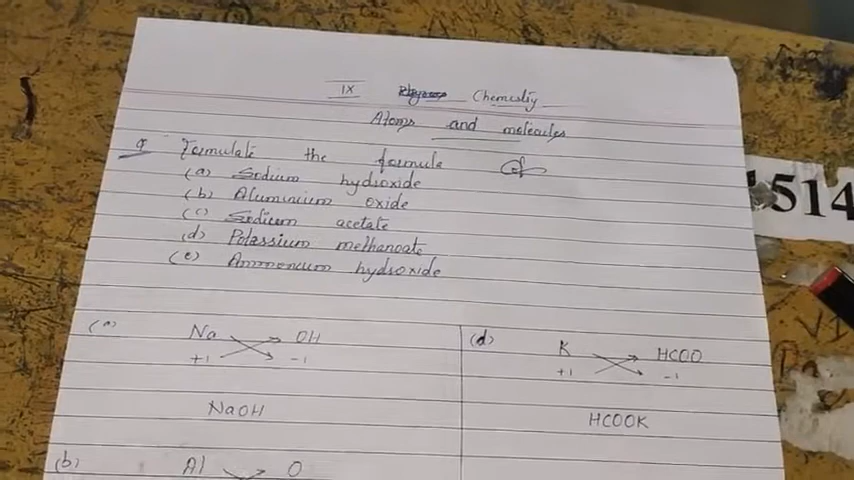 IX Chemistry
Atoms and molecules
Q Formulate the formula of
(a) Sodium hydroxide
(b) Aluminium oxide
(c) Sodium acetate
(d) Potassium methanoate
(e) Ammonium hydroxide
(a) Na OH
+1 -1
NaOH
(b) Al O
(d) K HCOO
+1 -1
HCOOK